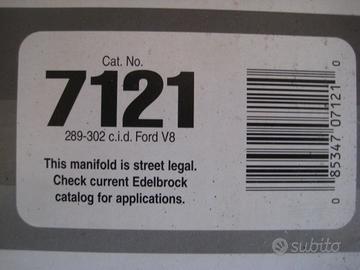 Cat. No.
7121
289-302 c.i.d. Ford V8
This manifold is street legal.
Check current Edelbrock
catalog for applications.
0 85347 07121 0
subito